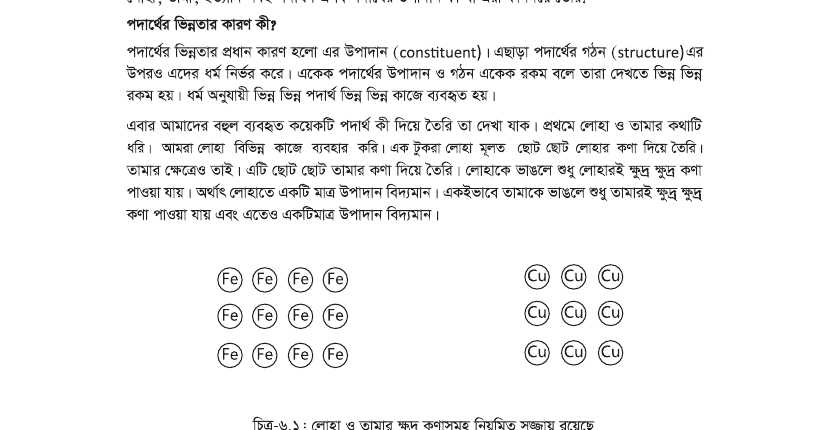 পদার্থের ভিন্নতার কারণ কী?
পদার্থের ভিন্নতার প্রধান কারণ হলো এর উপাদান (constituent)। এছাড়া পদার্থের গঠন (structure) এর
উপরও এদের ধর্ম নির্ভর করে। একেক পদার্থের উপাদান ও গঠন একেক রকম বলে তারা দেখতে ভিন্ন ভিন্ন
রকম হয়। ধর্ম অনুযায়ী ভিন্ন ভিন্ন পদার্থ ভিন্ন ভিন্ন কাজে ব্যবহৃত হয়।
এবার আমাদের বহুল ব্যবহৃত কয়েকটি পদার্থ কী দিয়ে তৈরি তা দেখা যাক। প্রথমে লোহা ও তামার কথাটি
ধরি। আমরা লোহা বিভিন্ন কাজে ব্যবহার করি। এক টুকরা লোহা মূলত ছোট ছোট লোহার কণা দিয়ে তৈরি।
তামার ক্ষেত্রেও তাই। এটি ছোট ছোট তামার কণা দিয়ে তৈরি। লোহাকে ভাঙলে শুধু লোহারই ক্ষুদ্র ক্ষুদ্র কণা
পাওয়া যায়। অর্থাৎ লোহাতে একটি মাত্র উপাদান বিদ্যমান। একইভাবে তামাকে ভাঙলে শুধু তামারই ক্ষুদ্র ক্ষুদ্র
কণা পাওয়া যায় এবং এতেও একটিমাত্র উপাদান বিদ্যমান।
Fe Fe Fe Fe Cu Cu Cu
Fe Fe Fe Fe Cu Cu Cu
Fe Fe Fe Fe Cu Cu Cu
চিত্র-৬.১ : লোহা ও তামার ক্ষুদ্র কণাসমূহ নিয়মিত সজ্জায় রয়েছে